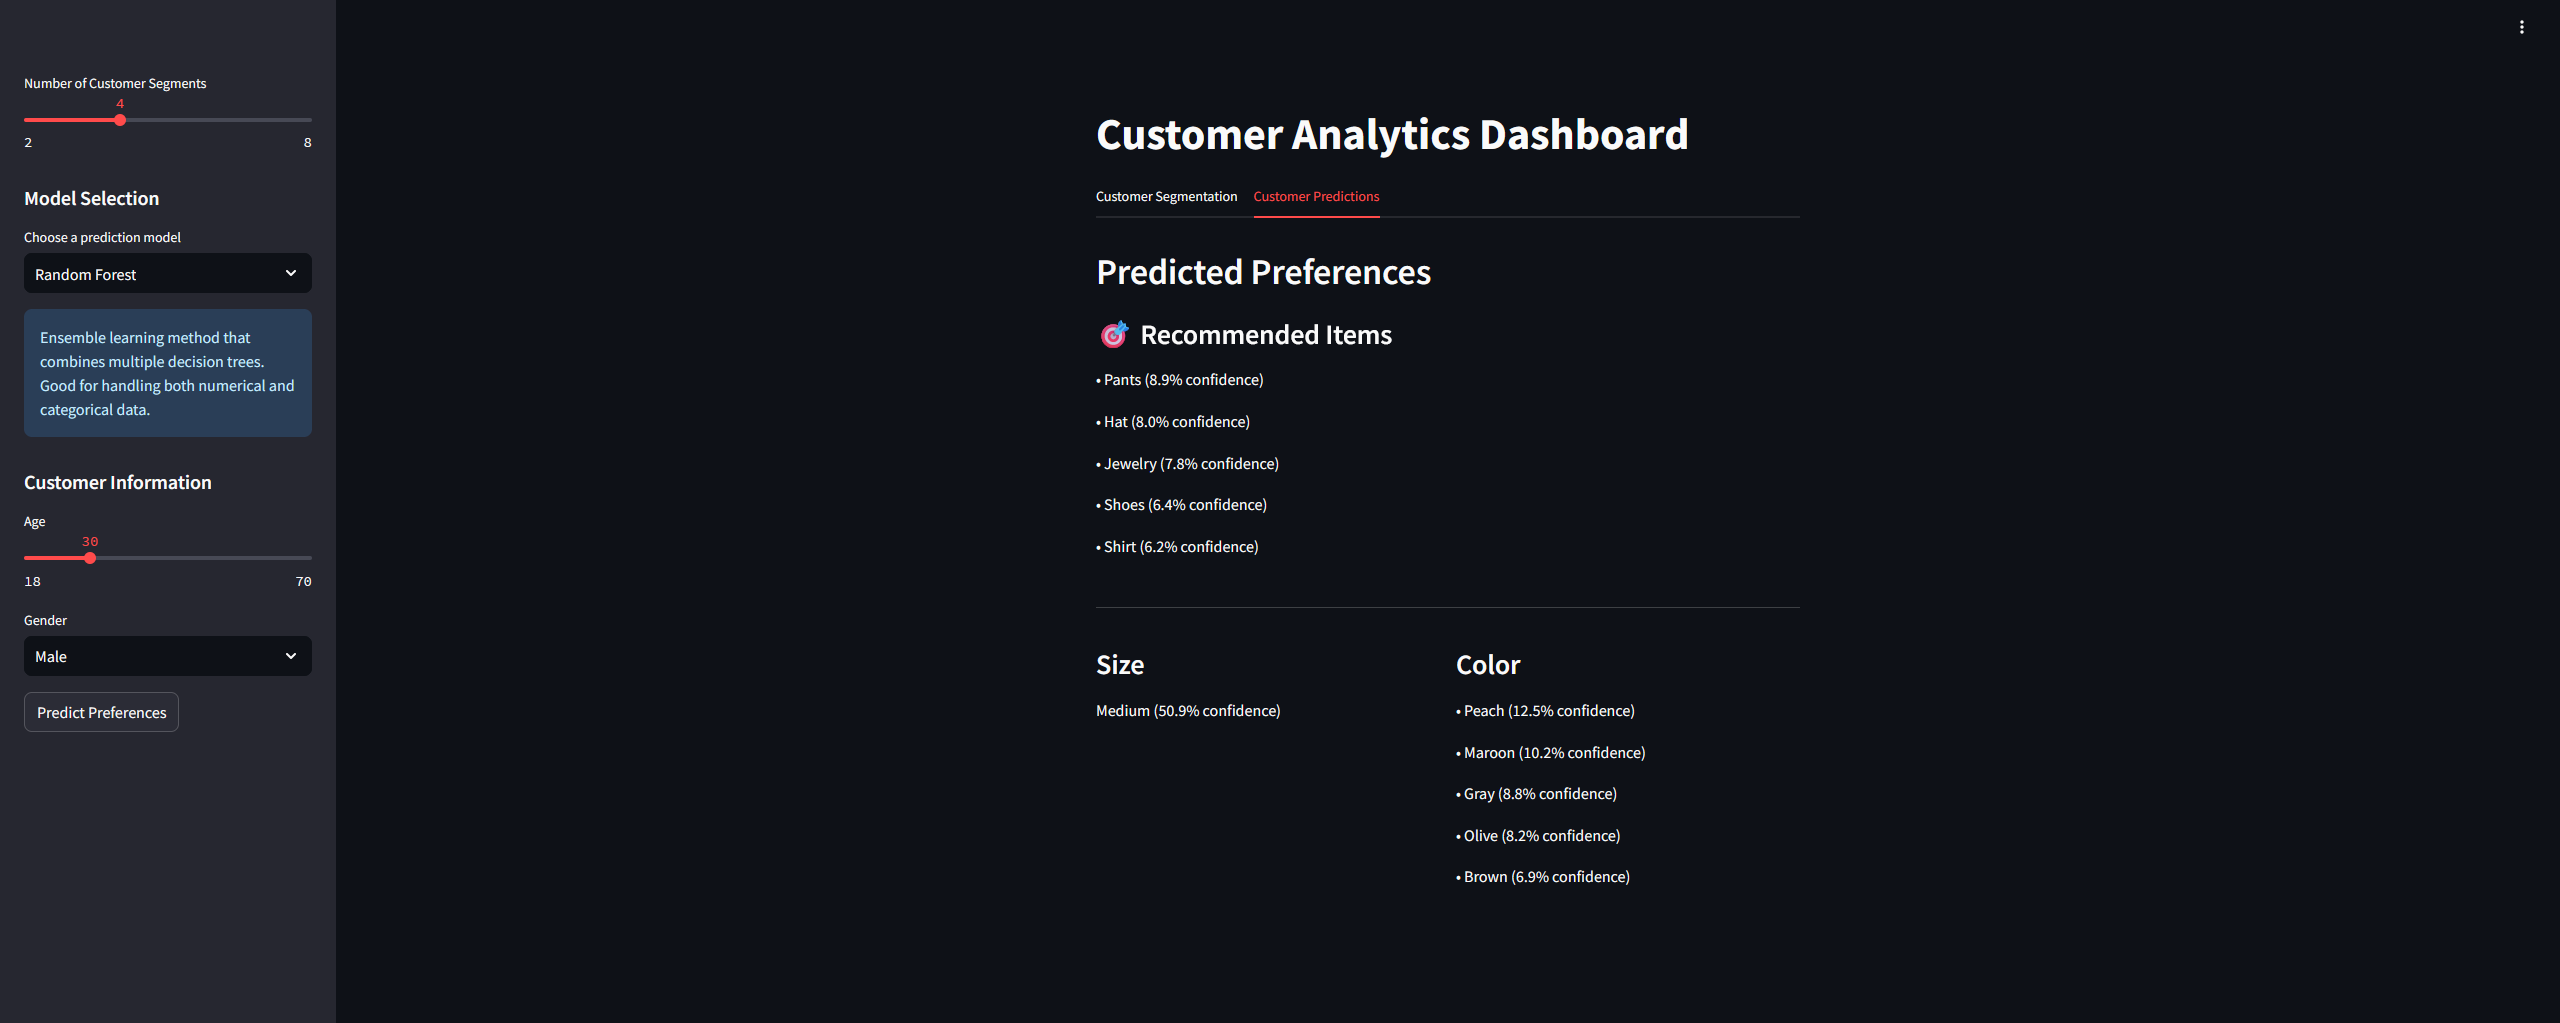 Number of Customer Segments
4
2 8
Model Selection
Choose a prediction model
Random Forest
Ensemble learning method that
combines multiple decision trees.
Good for handling both numerical and
categorical data.
Customer Information
Age
30
18 70
Gender
Male
Predict Preferences
Customer Analytics Dashboard
Customer Segmentation Customer Predictions
Predicted Preferences
Recommended Items
• Pants (8.9% confidence)
• Hat (8.0% confidence)
• Jewelry (7.8% confidence)
• Shoes (6.4% confidence)
• Shirt (6.2% confidence)
Size
Medium (50.9% confidence)
Color
• Peach (12.5% confidence)
• Maroon (10.2% confidence)
• Gray (8.8% confidence)
• Olive (8.2% confidence)
• Brown (6.9% confidence)